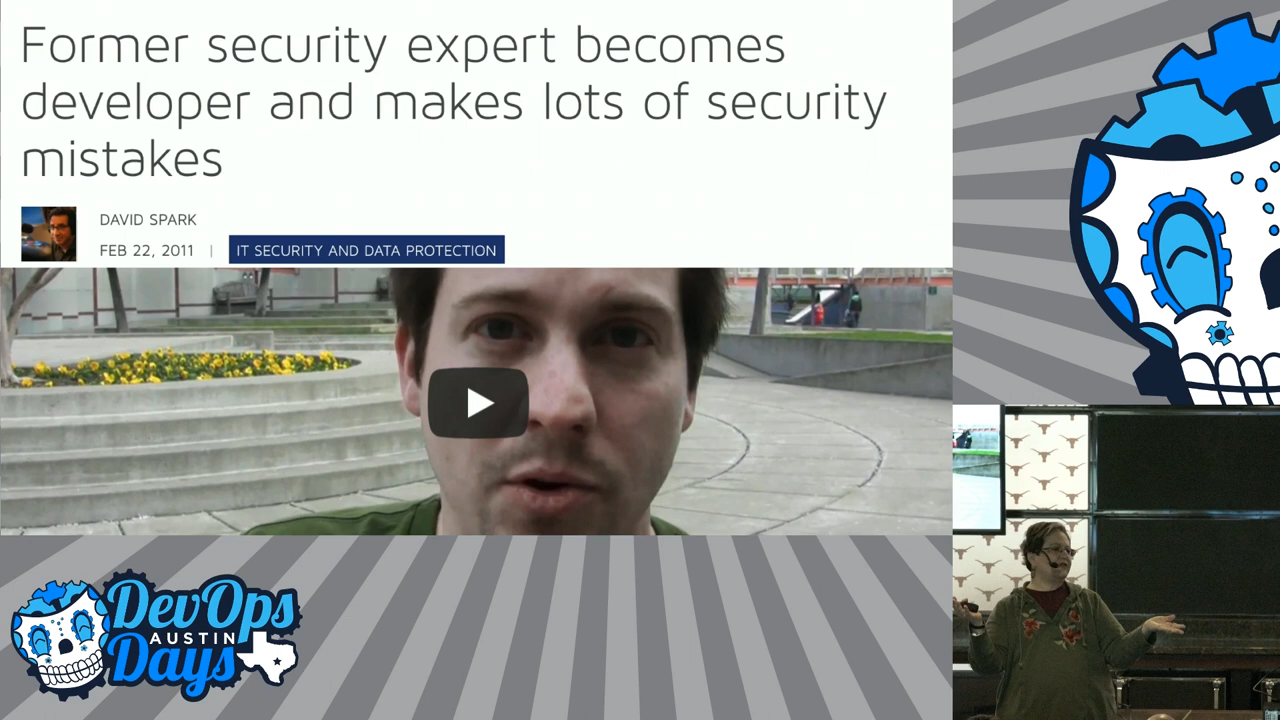 Former security expert becomes
developer and makes lots of security
mistakes
DAVID SPARK
FEB 22, 2011 | IT SECURITY AND DATA PROTECTION
DevOps
AUSTIN
Days